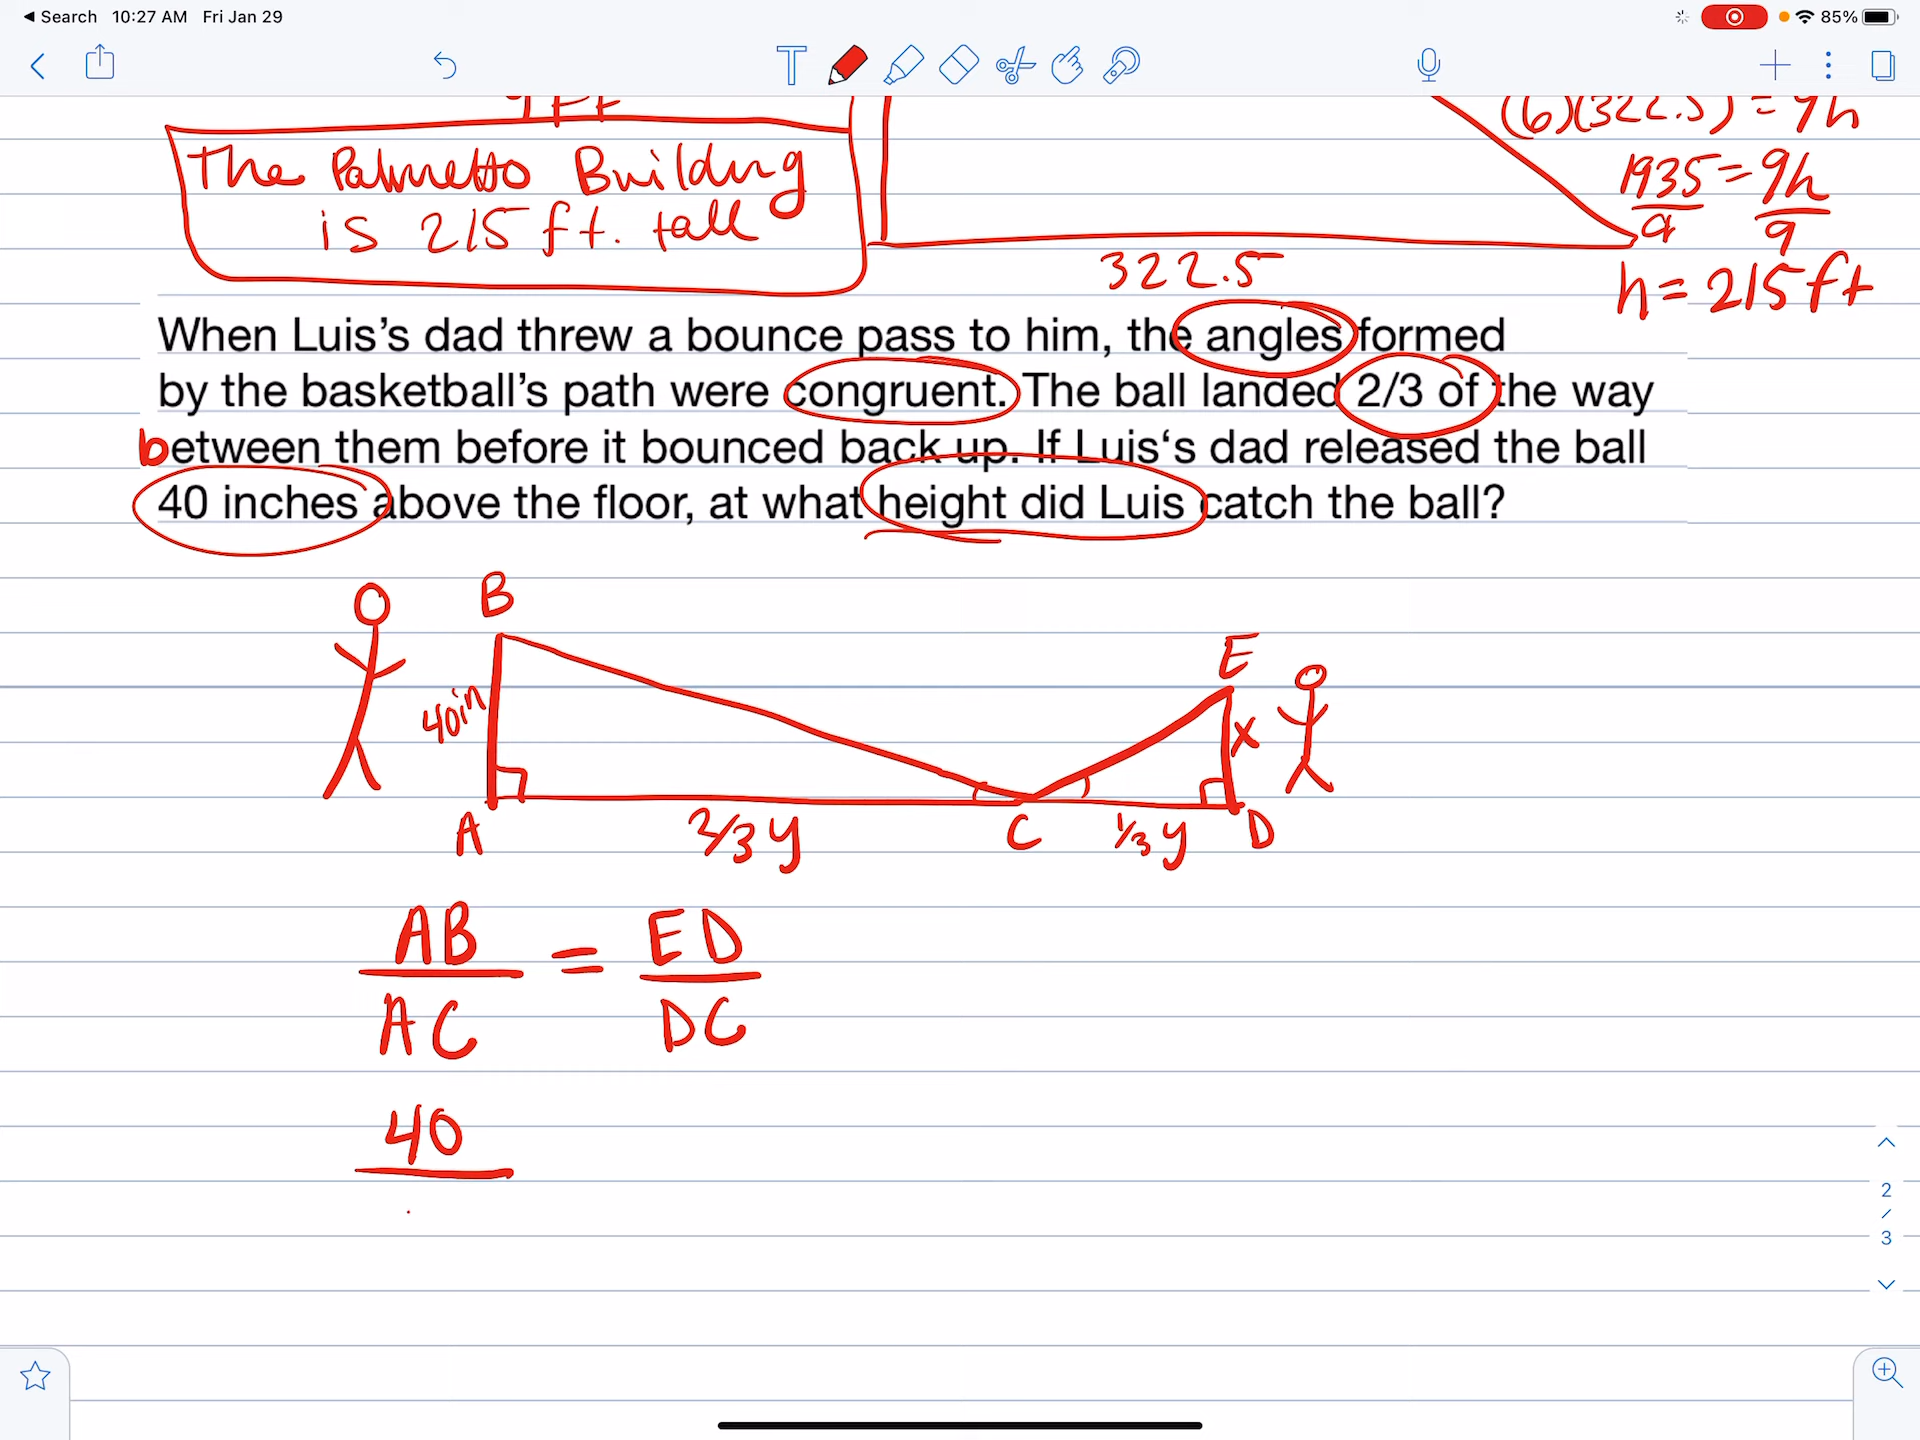 Search 10:27 AM Fri Jan 29 85%
(6)(322.5) = 9h
The Palmetto Building
is 215 ft. tall
1935 = 9h
9 9
322.5
h = 215 ft
When Luis’s dad threw a bounce pass to him, the angles formed
by the basketball’s path were congruent. The ball landed 2/3 of the way
between them before it bounced back up. If Luis‘s dad released the ball
40 inches above the floor, at what height did Luis catch the ball?
B
E
40in
x
A 2/3 y C 1/3 y D
AB = ED
AC DC
40
2
/
3